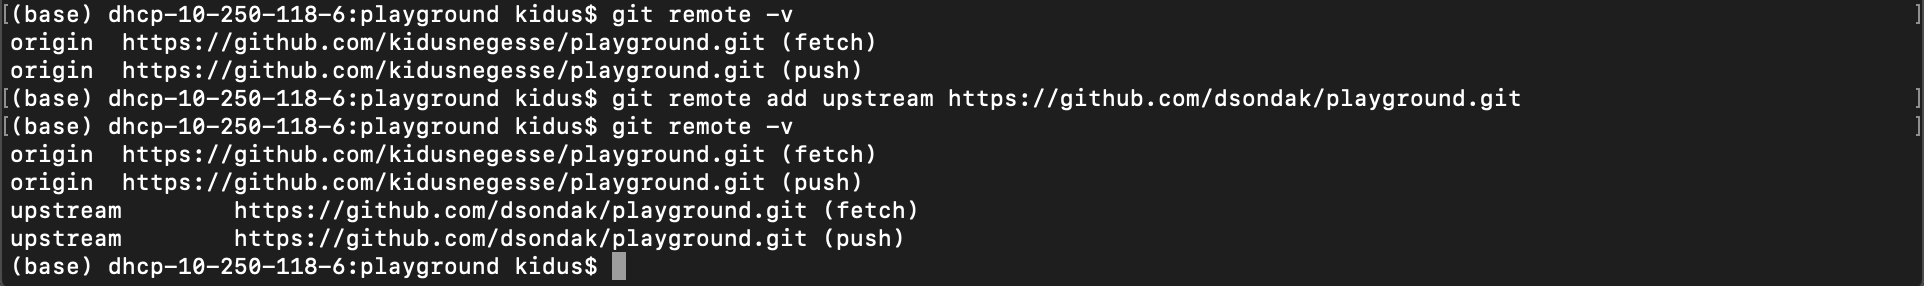 [(base) dhcp-10-250-118-6:playground kidus$ git remote -v ]
origin  https://github.com/kidusnegesse/playground.git (fetch)
origin  https://github.com/kidusnegesse/playground.git (push)
[(base) dhcp-10-250-118-6:playground kidus$ git remote add upstream https://github.com/dsondak/playground.git ]
[(base) dhcp-10-250-118-6:playground kidus$ git remote -v ]
origin  https://github.com/kidusnegesse/playground.git (fetch)
origin  https://github.com/kidusnegesse/playground.git (push)
upstream        https://github.com/dsondak/playground.git (fetch)
upstream        https://github.com/dsondak/playground.git (push)
(base) dhcp-10-250-118-6:playground kidus$